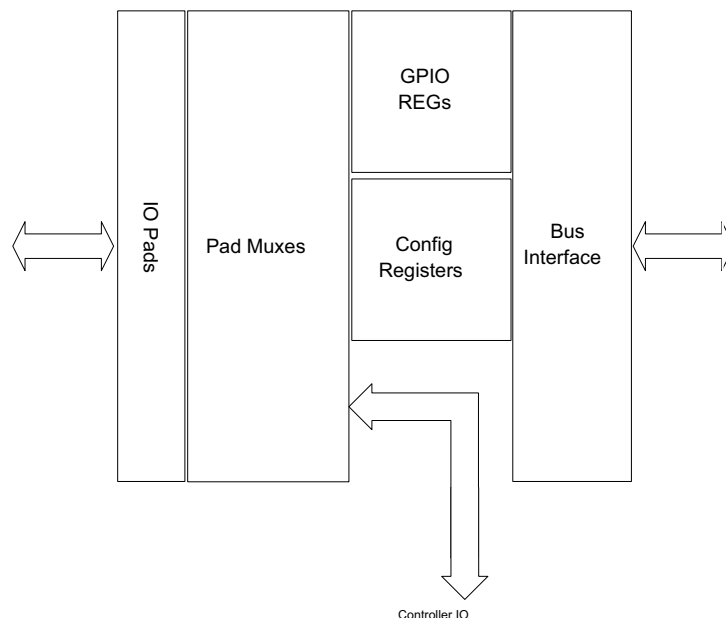 GPIO
REGs
IO Pads
Pad Muxes
Config
Registers
Bus
Interface
Controller IO